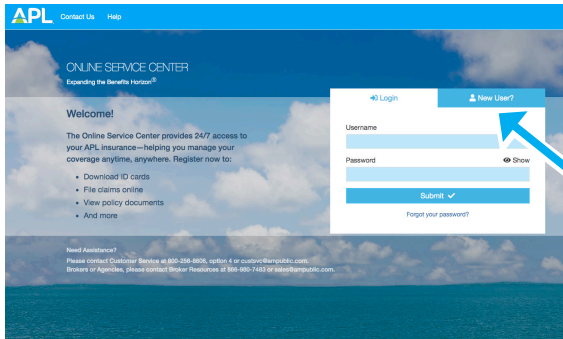 APL Contact Us Help
ONLINE SERVICE CENTER
Expanding the Benefits Horizon®
Login
New User?
Welcome!
The Online Service Center provides 24/7 access to
your APL insurance—helping you manage your
coverage anytime, anywhere. Register now to:
• Download ID cards
• File claims online
• View policy documents
• And more
Username
Password Show
Submit
Forgot your password?
Need Assistance?
Please contact Customer Service at 800-256-8606, option 4 or custsvc@ampublic.com.
Brokers or Agencies, please contact Broker Resources at 866-980-7403 or sales@ampublic.com.